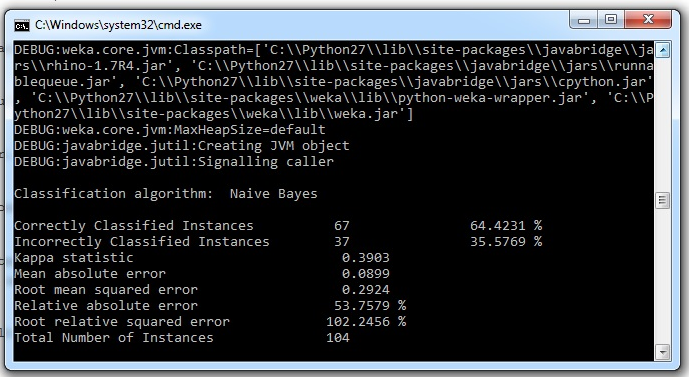 C:\Windows\system32\cmd.exe
DEBUG:weka.core.jvm:Classpath=['C:\\Python27\\lib\\site-packages\\javabridge\\ja
rs\\rhino-1.7R4.jar', 'C:\\Python27\\lib\\site-packages\\javabridge\\jars\\runna
blequeue.jar', 'C:\\Python27\\lib\\site-packages\\javabridge\\jars\\cpython.jar'
, 'C:\\Python27\\lib\\site-packages\\weka\\lib\\python-weka-wrapper.jar', 'C:\\P
ython27\\lib\\site-packages\\weka\\lib\\weka.jar']
DEBUG:weka.core.jvm:MaxHeapSize=default
DEBUG:javabridge.jutil:Creating JVM object
DEBUG:javabridge.jutil:Signalling caller
Classification algorithm:  Naive Bayes
Correctly Classified Instances          67               64.4231 %
Incorrectly Classified Instances        37               35.5769 %
Kappa statistic                          0.3903
Mean absolute error                      0.0899
Root mean squared error                  0.2924
Relative absolute error                 53.7579 %
Root relative squared error            102.2456 %
Total Number of Instances              104